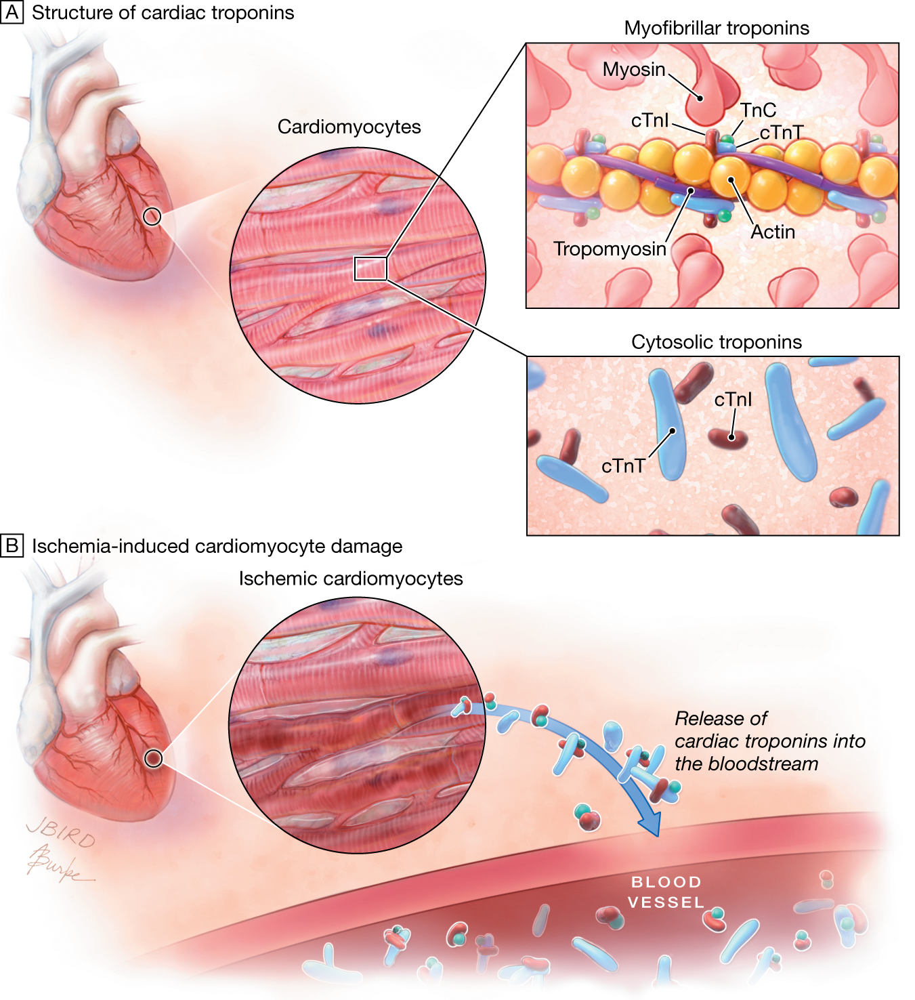 A Structure of cardiac troponins
Myofibrillar troponins
Myosin
TnC
cTnI
cTnT
Cardiomyocytes
Actin
Tropomyosin
Cytosolic troponins
cTnI
cTnT
B Ischemia-induced cardiomyocyte damage
Ischemic cardiomyocytes
Release of
cardiac troponins into
the bloodstream
JBIRD
ABurke
BLOOD
VESSEL